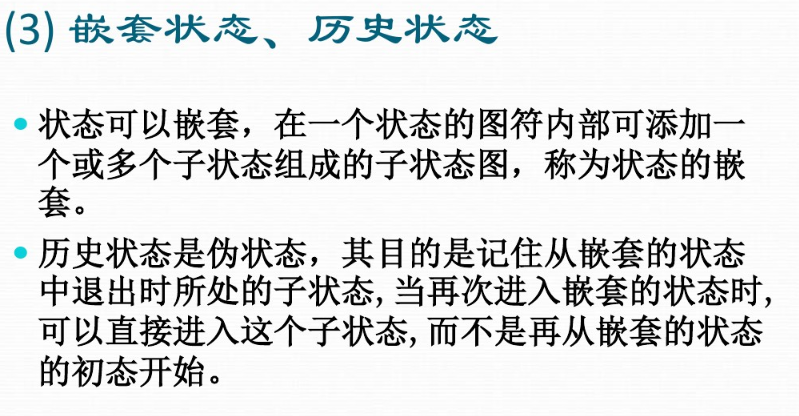 (3) 嵌套状态、历史状态
• 状态可以嵌套，在一个状态的图符内部可添加一
个或多个子状态组成的子状态图，称为状态的嵌
套。
• 历史状态是伪状态，其目的是记住从嵌套的状态
中退出时所处的子状态,当再次进入嵌套的状态时,
可以直接进入这个子状态,而不是再从嵌套的状态
的初态开始。